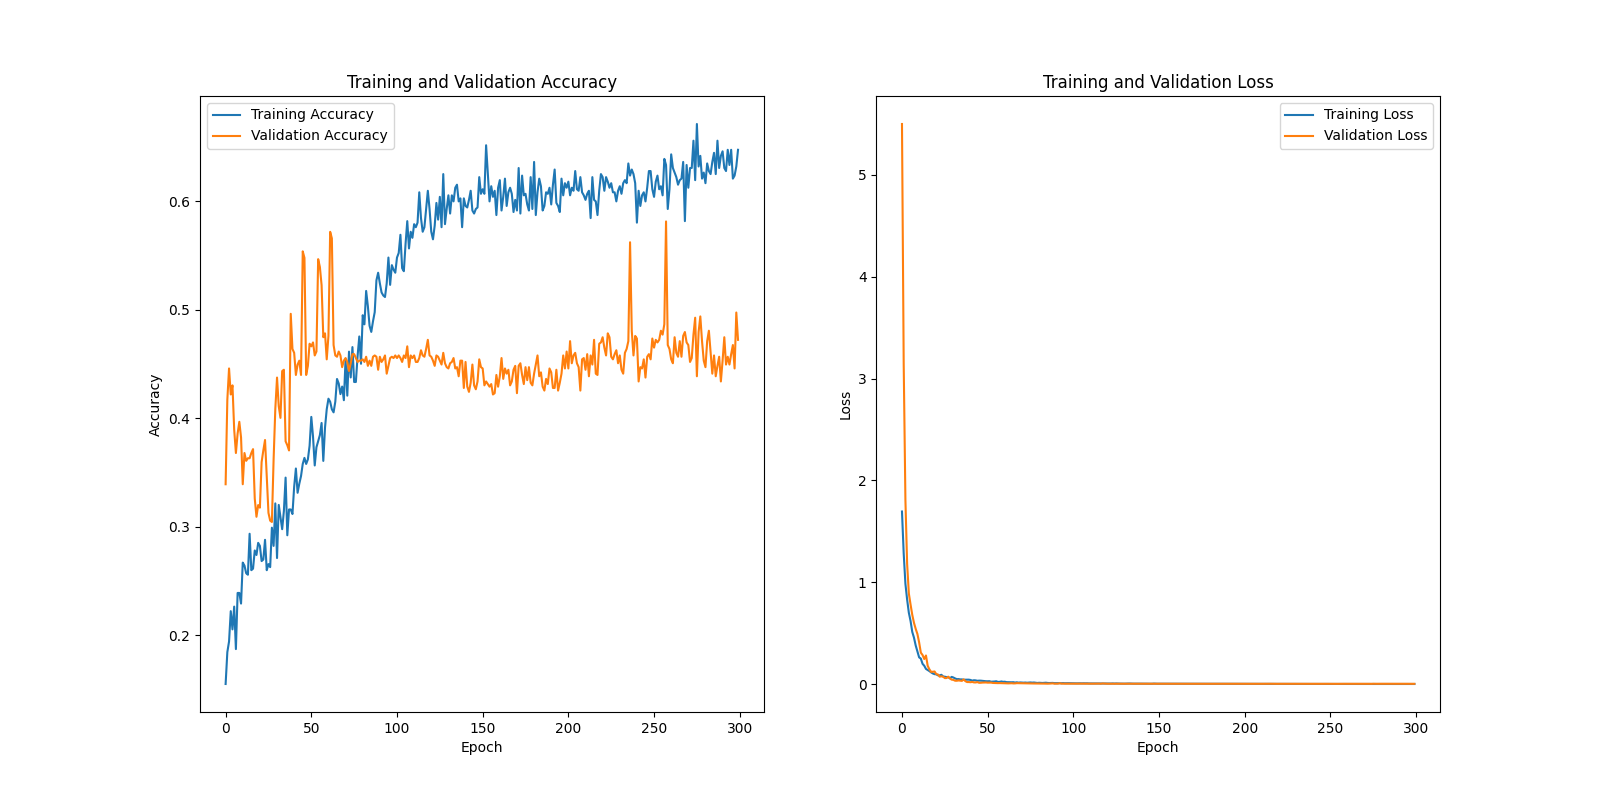 Training and Validation Accuracy
Training Accuracy
Validation Accuracy
0.6
0.5
0.4
0.3
0.2
Accuracy
0 50 100 150 200 250 300
Epoch
Training and Validation Loss
Training Loss
Validation Loss
5
4
3
2
1
0
Loss
0 50 100 150 200 250 300
Epoch